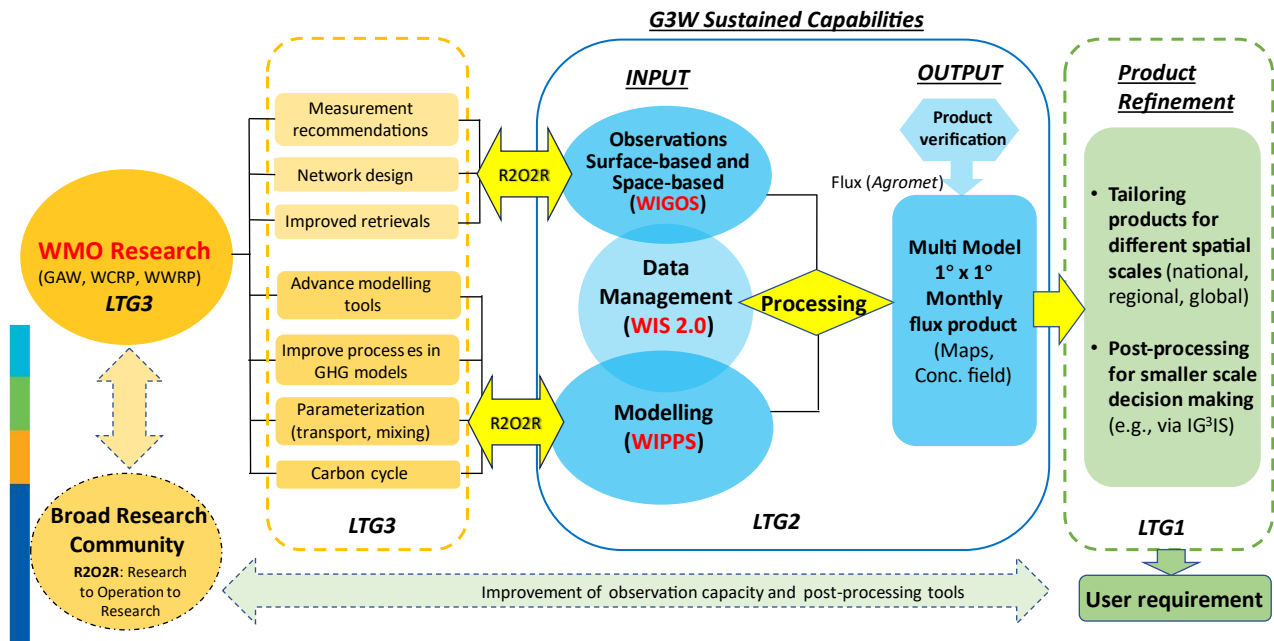 G3W Sustained Capabilities
WMO Research
(GAW, WCRP, WWRP)
LTG3
Broad Research
Community
R2O2R: Research
to Operation to
Research
Measurement
recommendations
Network design
Improved retrievals
Advance modelling
tools
Improve processes in
GHG models
Parameterization
(transport, mixing)
Carbon cycle
LTG3
R2O2R
R2O2R
INPUT
Observations
Surface-based and
Space-based
(WIGOS)
Data
Management
(WIS 2.0)
Modelling
(WIPPS)
Processing
LTG2
OUTPUT
Product
verification
Flux (Agromet)
Multi Model
1° x 1°
Monthly
flux product
(Maps,
Conc. field)
Product
Refinement
• Tailoring
products for
different spatial
scales (national,
regional, global)
• Post-processing
for smaller scale
decision making
(e.g., via IG³IS)
LTG1
User requirement
Improvement of observation capacity and post-processing tools